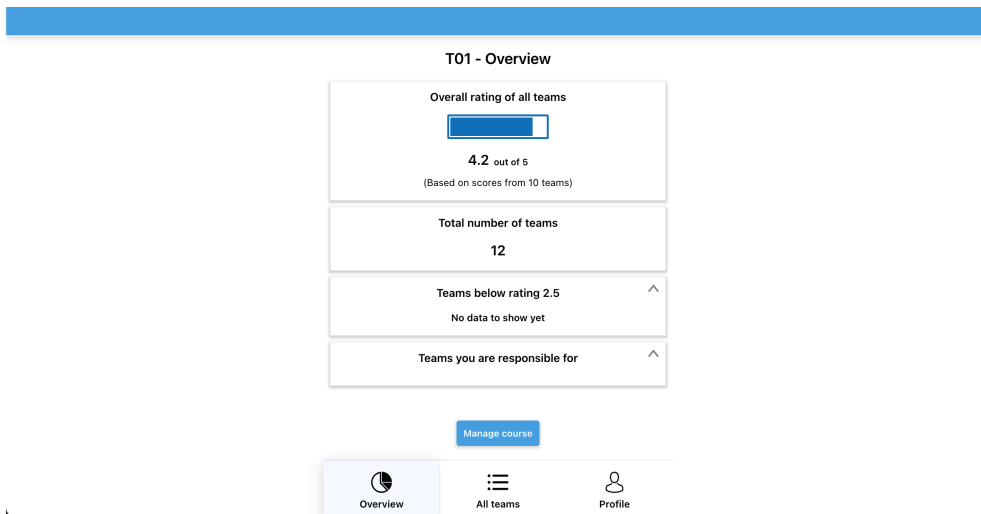 T01 - Overview
Overall rating of all teams
4.2 out of 5
(Based on scores from 10 teams)
Total number of teams
12
Teams below rating 2.5
No data to show yet
Teams you are responsible for
Manage course
Overview
All teams
Profile